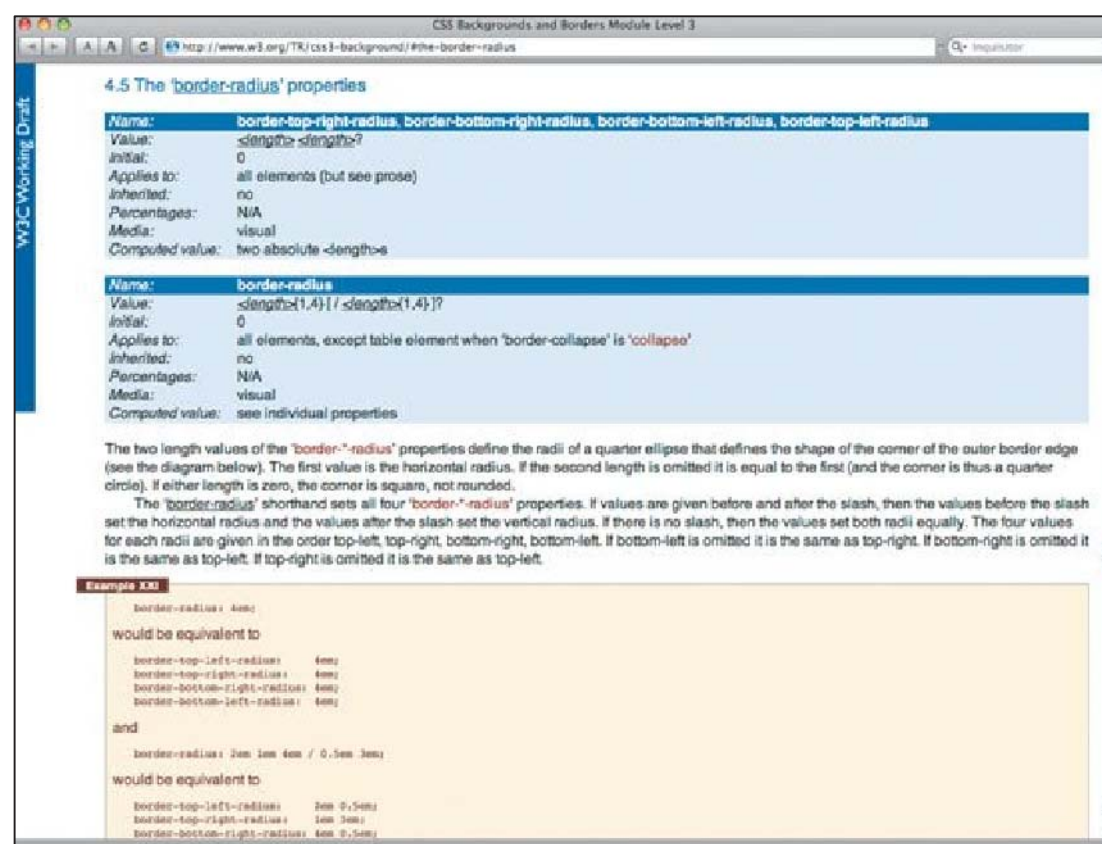 CSS Backgrounds and Borders Module Level 3
A A C http://www.w3.org/TR/css3-background/#the-border-radius Inquisitor
W3C Working Draft
4.5 The 'border-radius' properties
Name: border-top-right-radius, border-bottom-right-radius, border-bottom-left-radius, border-top-left-radius
Value: <length> <length>?
Initial: 0
Applies to: all elements (but see prose)
Inherited: no
Percentages: N/A
Media: visual
Computed value: two absolute <length>s
Name: border-radius
Value: <length>{1,4} [ / <length>{1,4} ]?
Initial: 0
Applies to: all elements, except table element when 'border-collapse' is 'collapse'
Inherited: no
Percentages: N/A
Media: visual
Computed value: see individual properties
The two length values of the 'border-*-radius' properties define the radii of a quarter ellipse that defines the shape of the corner of the outer border edge
(see the diagram below). The first value is the horizontal radius. If the second length is omitted it is equal to the first (and the corner is thus a quarter
circle). If either length is zero, the corner is square, not rounded.
The 'border-radius' shorthand sets all four 'border-*-radius' properties. If values are given before and after the slash, then the values before the slash
set the horizontal radius and the values after the slash set the vertical radius. If there is no slash, then the values set both radii equally. The four values
for each radii are given in the order top-left, top-right, bottom-right, bottom-left. If bottom-left is omitted it is the same as top-right. If bottom-right is omitted it
is the same as top-left. If top-right is omitted it is the same as top-left.
Example XXI
border-radius: 4em;
would be equivalent to
border-top-left-radius: 4em;
border-top-right-radius: 4em;
border-bottom-right-radius: 4em;
border-bottom-left-radius: 4em;
and
border-radius: 2em 1em 4em / 0.5em 3em;
would be equivalent to
border-top-left-radius: 2em 0.5em;
border-top-right-radius: 1em 3em;
border-bottom-right-radius: 4em 0.5em;